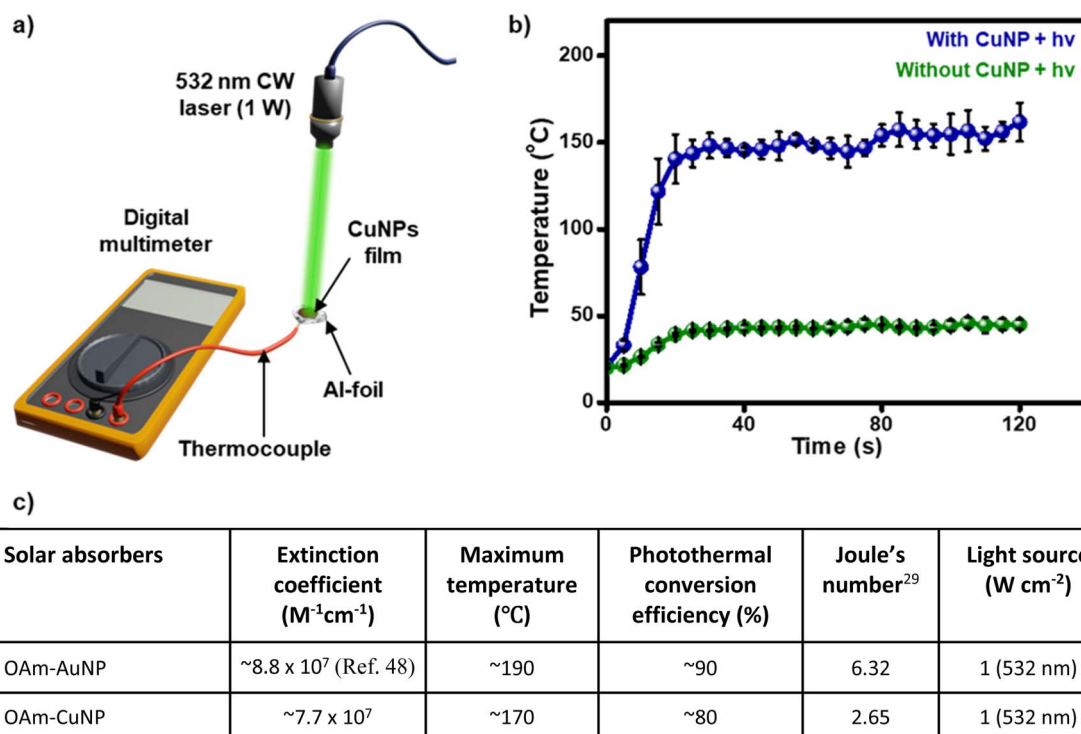 a)
532 nm CW
laser (1 W)
Digital
multimeter
CuNPs
film
Al-foil
Thermocouple
b)
With CuNP + hv
Without CuNP + hv
Temperature (°C)
200
150
100
50
0
0 40 80 120
Time (s)
c)
Solar absorbers
Extinction
coefficient
(M⁻¹cm⁻¹)
Maximum
temperature
(℃)
Photothermal
conversion
efficiency (%)
Joule’s
number²⁹
Light source
(W cm⁻²)
OAm-AuNP ~8.8 x 10⁷ (Ref. 48) ~190 ~90 6.32 1 (532 nm)
OAm-CuNP ~7.7 x 10⁷ ~170 ~80 2.65 1 (532 nm)